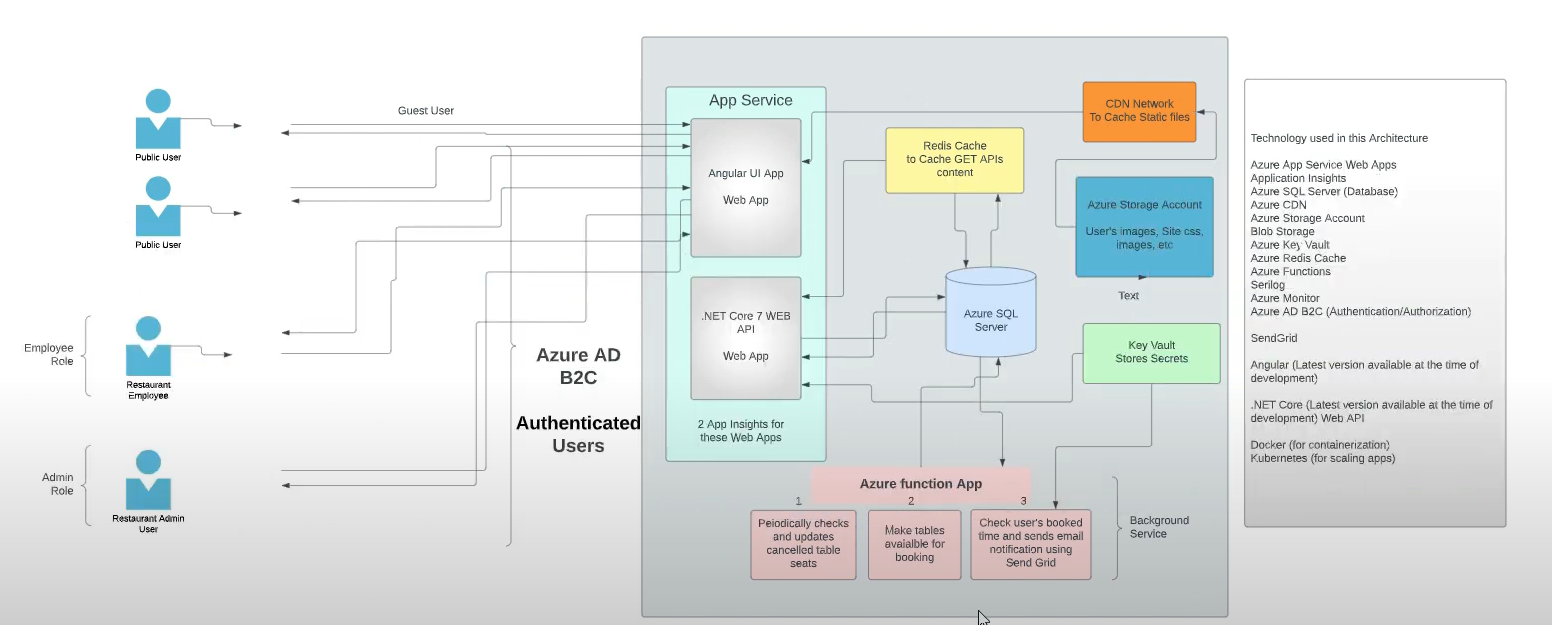 Guest User
Public User
Public User
Employee
Role
Restaurant
Employee
Admin
Role
Restaurant Admin
User
Azure AD
B2C
Authenticated
Users
App Service
Angular UI App
Web App
.NET Core 7 WEB
API
Web App
2 App Insights for
these Web Apps
Redis Cache
to Cache GET APIs
content
CDN Network
To Cache Static files
Azure Storage Account
User's images, Site css,
images, etc
Text
Azure SQL
Server
Key Vault
Stores Secrets
Azure function App
1
2
3
Peiodically checks
and updates
cancelled table
seats
Make tables
avaialble for
booking
Check user's booked
time and sends email
notification using
Send Grid
Background
Service
Technology used in this Architecture
Azure App Service Web Apps
Application Insights
Azure SQL Server (Database)
Azure CDN
Azure Storage Account
Blob Storage
Azure Key Vault
Azure Redis Cache
Azure Functions
Serilog
Azure Monitor
Azure AD B2C (Authentication/Authorization)
SendGrid
Angular (Latest version available at the time of
development)
.NET Core (Latest version available at the time of
development) Web API
Docker (for containerization)
Kubernetes (for scaling apps)